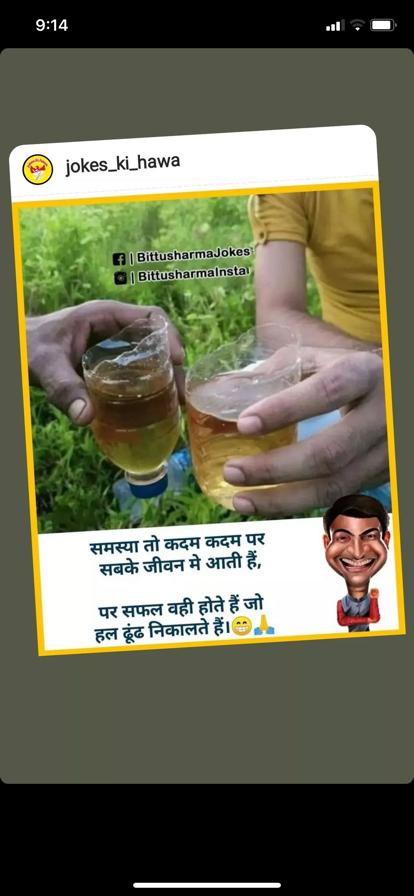 9:14
jokes_ki_hawa
| BittusharmaJokes
| BittusharmaInsta
समस्या तो कदम कदम पर
सबके जीवन मे आती हैं,
पर सफल वही होते हैं जो
हल ढूंढ निकालते हैं।😁🙏